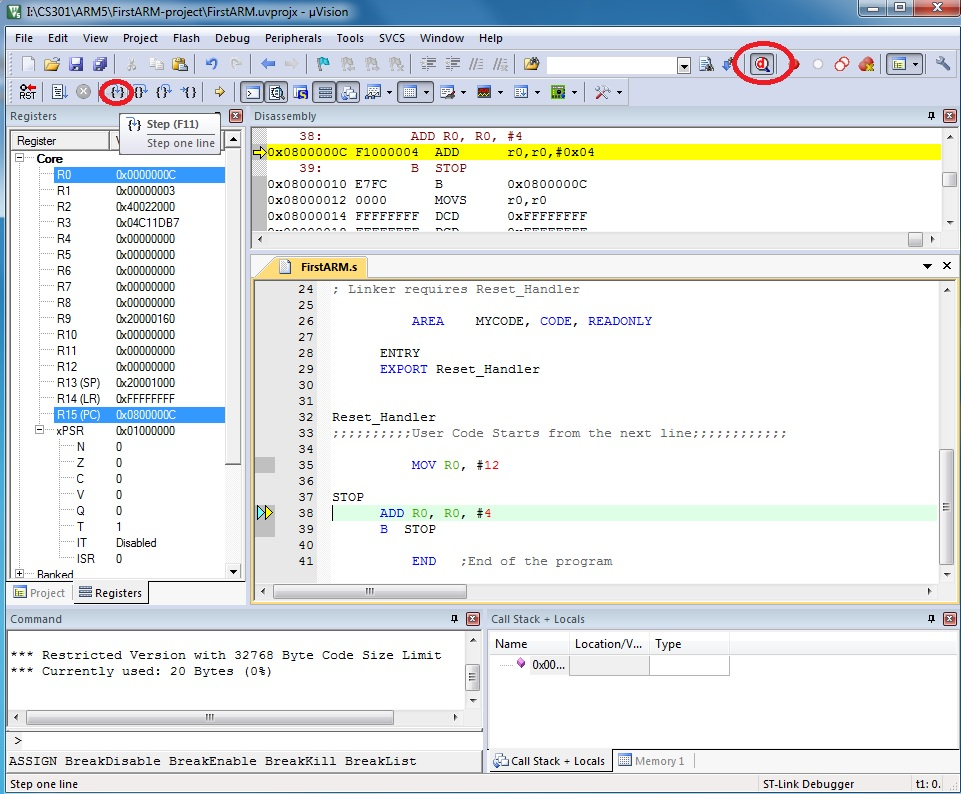 I:\CS301\ARM5\FirstARM-project\FirstARM.uvprojx - µVision
File Edit View Project Flash Debug Peripherals Tools SVCS Window Help
RST
Registers
Register
Core
R0 0x0000000C
R1 0x00000003
R2 0x40022000
R3 0x04C11DB7
R4 0x00000000
R5 0x00000000
R6 0x00000000
R7 0x00000000
R8 0x00000000
R9 0x20000160
R10 0x00000000
R11 0x00000000
R12 0x00000000
R13 (SP) 0x20001000
R14 (LR) 0xFFFFFFFF
R15 (PC) 0x0800000C
xPSR 0x01000000
N 0
Z 0
C 0
V 0
Q 0
T 1
IT Disabled
ISR 0
Banked
Project Registers
Step (F11)
Step one line
Disassembly
38: ADD R0, R0, #4
0x0800000C F1000004 ADD r0,r0,#0x04
39: B STOP
0x08000010 E7FC B 0x0800000C
0x08000012 0000 MOVS r0,r0
0x08000014 FFFFFFFF DCD 0xFFFFFFFF
0x08000018 FFFFFFFF DCD 0xFFFFFFFF
FirstARM.s
24 ; Linker requires Reset_Handler
25
26 AREA MYCODE, CODE, READONLY
27
28 ENTRY
29 EXPORT Reset_Handler
30
31
32 Reset_Handler
33 ;;;;;;;;;;User Code Starts from the next line;;;;;;;;;;;;
34
35 MOV R0, #12
36
37 STOP
38 ADD R0, R0, #4
39 B STOP
40
41 END ;End of the program
Command
*** Restricted Version with 32768 Byte Code Size Limit
*** Currently used: 20 Bytes (0%)
>
ASSIGN BreakDisable BreakEnable BreakKill BreakList
Call Stack + Locals
Name Location/V... Type
0x00...
Call Stack + Locals Memory 1
Step one line ST-Link Debugger t1: 0.